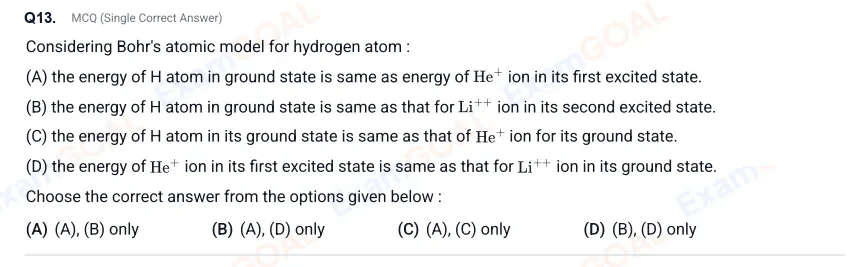 Q13. MCQ (Single Correct Answer)
Considering Bohr's atomic model for hydrogen atom :
(A) the energy of H atom in ground state is same as energy of He⁺ ion in its first excited state.
(B) the energy of H atom in ground state is same as that for Li⁺⁺ ion in its second excited state.
(C) the energy of H atom in its ground state is same as that of He⁺ ion for its ground state.
(D) the energy of He⁺ ion in its first excited state is same as that for Li⁺⁺ ion in its ground state.
Choose the correct answer from the options given below :
(A) (A), (B) only (B) (A), (D) only (C) (A), (C) only (D) (B), (D) only